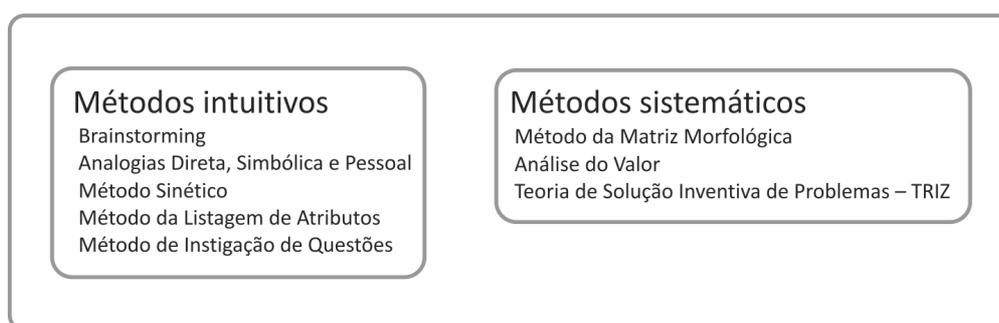 Métodos intuitivos
Brainstorming
Analogias Direta, Simbólica e Pessoal
Método Sinético
Método da Listagem de Atributos
Método de Instigação de Questões
Métodos sistemáticos
Método da Matriz Morfológica
Análise do Valor
Teoria de Solução Inventiva de Problemas – TRIZ